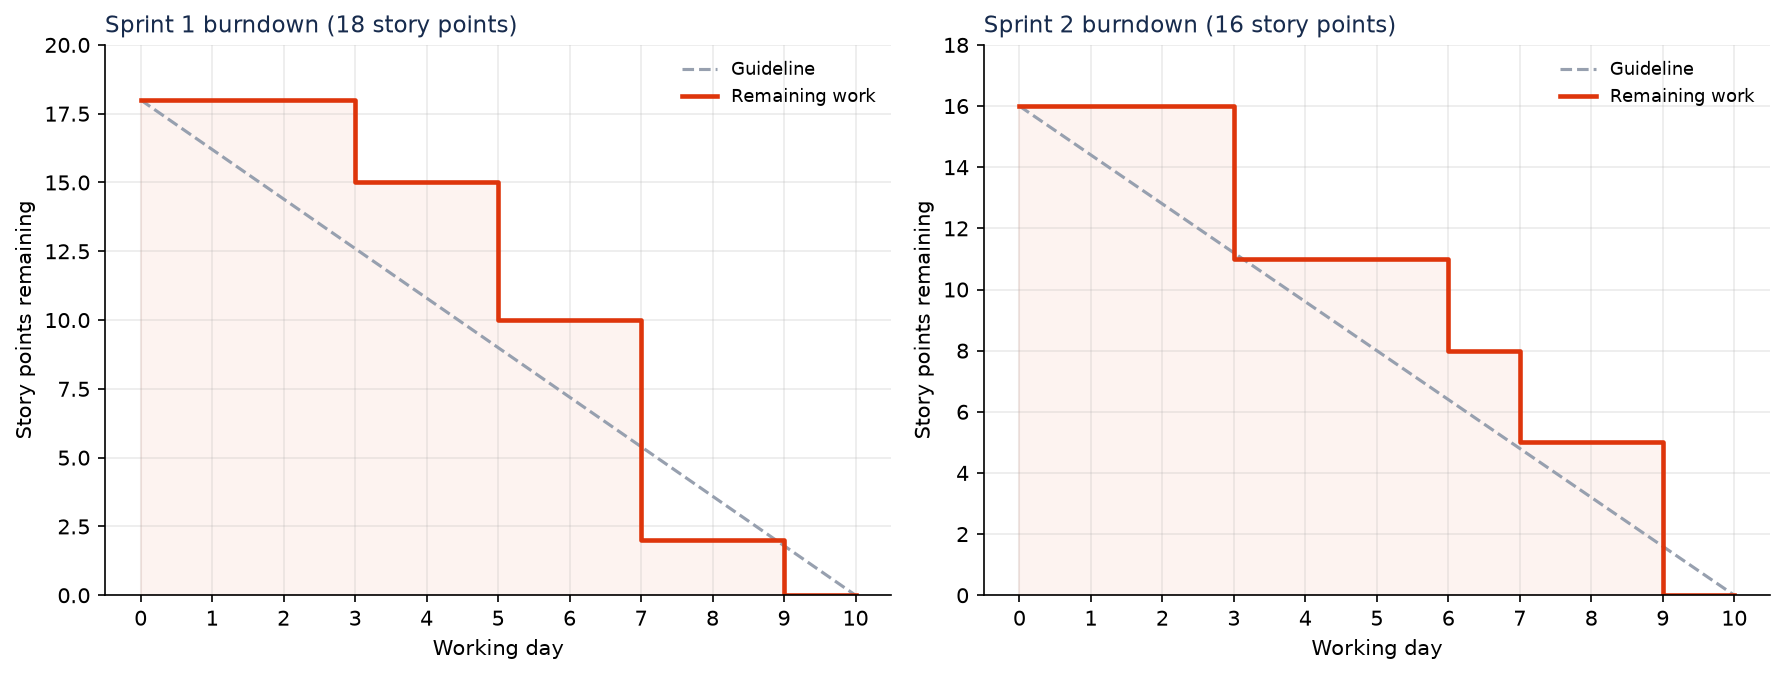 Sprint 1 burndown (18 story points)
Guideline
Remaining work
Story points remaining
20.0
17.5
15.0
12.5
10.0
7.5
5.0
2.5
0.0
0 1 2 3 4 5 6 7 8 9 10
Working day
Sprint 2 burndown (16 story points)
Guideline
Remaining work
Story points remaining
18
16
14
12
10
8
6
4
2
0
0 1 2 3 4 5 6 7 8 9 10
Working day